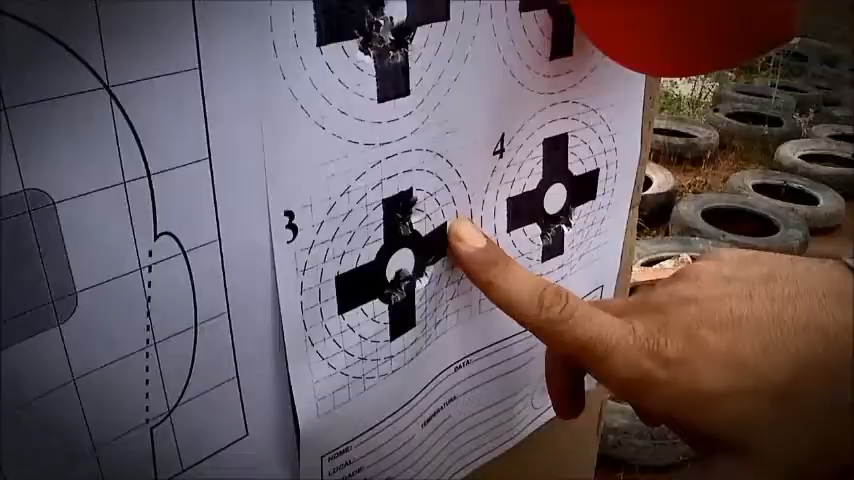 4
3
DATA:
TEMPERATURA:
NOME:
LOCAL: